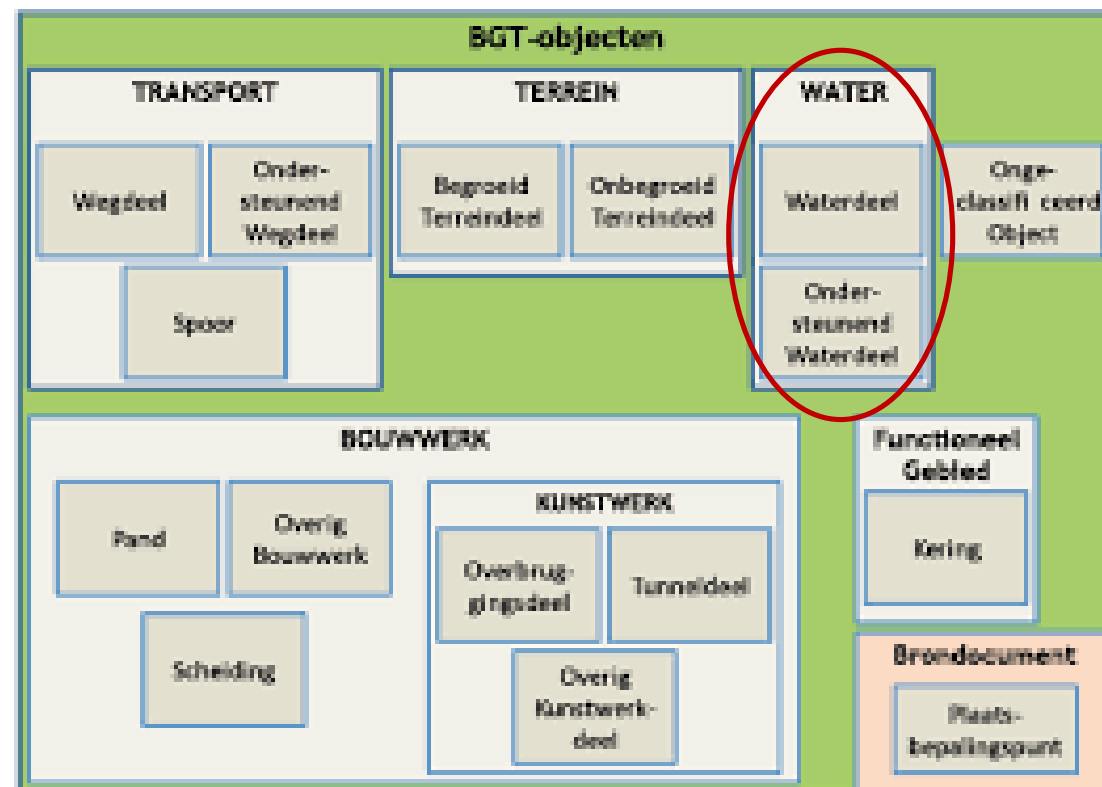 BGT-objecten
TRANSPORT
Wegdeel
Onder-
steunend
Wegdeel
Spoor
TERREIN
Begroeid
Terreindeel
Onbegroeid
Terreindeel
WATER
Waterdeel
Onder-
steunend
Waterdeel
Onge-
classifi ceerd
Object
BOUWWERK
Pand
Overig
Bouwwerk
Scheiding
KUNSTWERK
Overbrug-
gingsdeel
Tunneldeel
Overig
Kunstwerk-
deel
Functioneel
Gebied
Kering
Brondocument
Plaats-
bepalingspunt